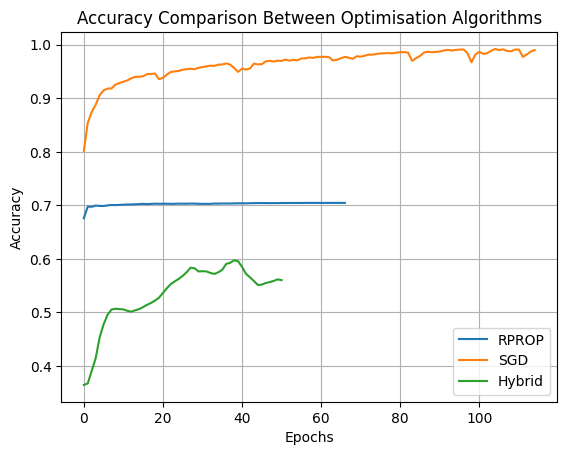 Accuracy Comparison Between Optimisation Algorithms
1.0
0.9
0.8
0.7
0.6
0.5
0.4
Accuracy
0
20
40
60
80
100
Epochs
RPROP
SGD
Hybrid